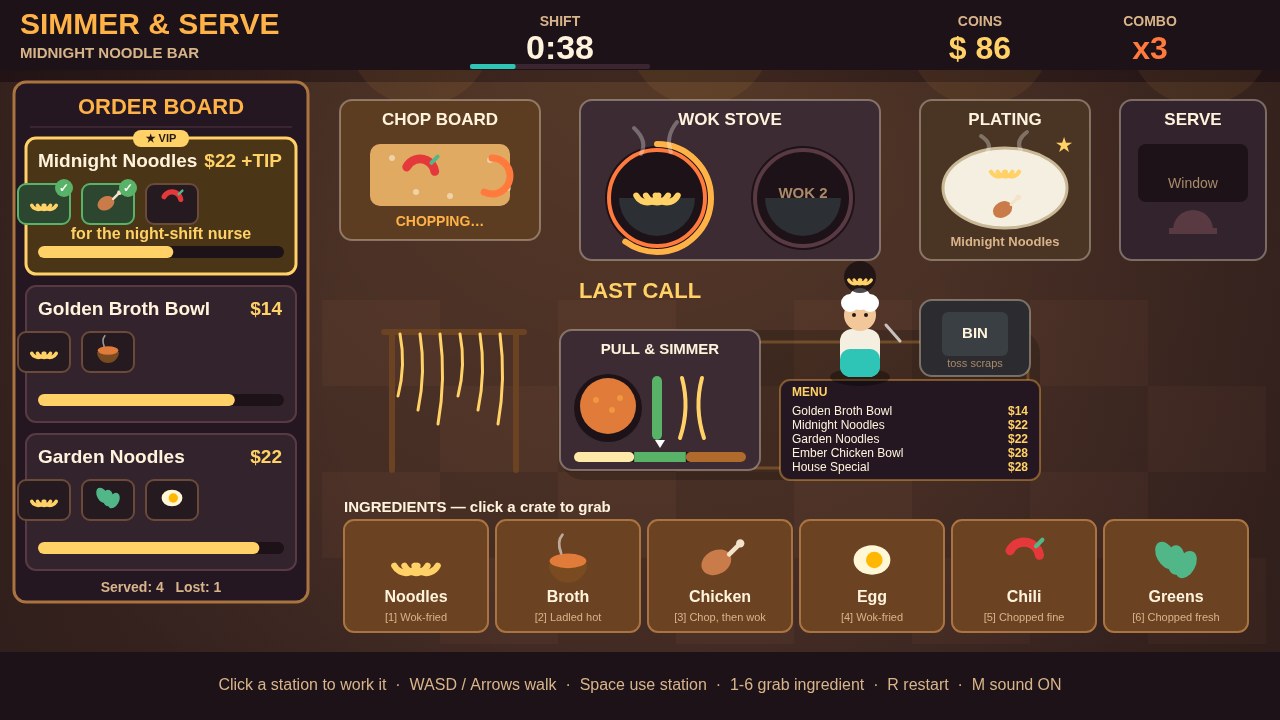 SIMMER & SERVE
MIDNIGHT NOODLE BAR
SHIFT
0:38
COINS
$ 86
COMBO
x3
ORDER BOARD
★ VIP
Midnight Noodles $22 +TIP
for the night-shift nurse
Golden Broth Bowl $14
Garden Noodles $22
Served: 4 Lost: 1
CHOP BOARD
CHOPPING…
WOK STOVE
WOK 2
PLATING
Midnight Noodles
SERVE
Window
LAST CALL
PULL & SIMMER
BIN
toss scraps
MENU
Golden Broth Bowl $14
Midnight Noodles $22
Garden Noodles $22
Ember Chicken Bowl $28
House Special $28
INGREDIENTS — click a crate to grab
Noodles
[1] Wok-fried
Broth
[2] Ladled hot
Chicken
[3] Chop, then wok
Egg
[4] Wok-fried
Chili
[5] Chopped fine
Greens
[6] Chopped fresh
Click a station to work it · WASD / Arrows walk · Space use station · 1-6 grab ingredient · R restart · M sound ON